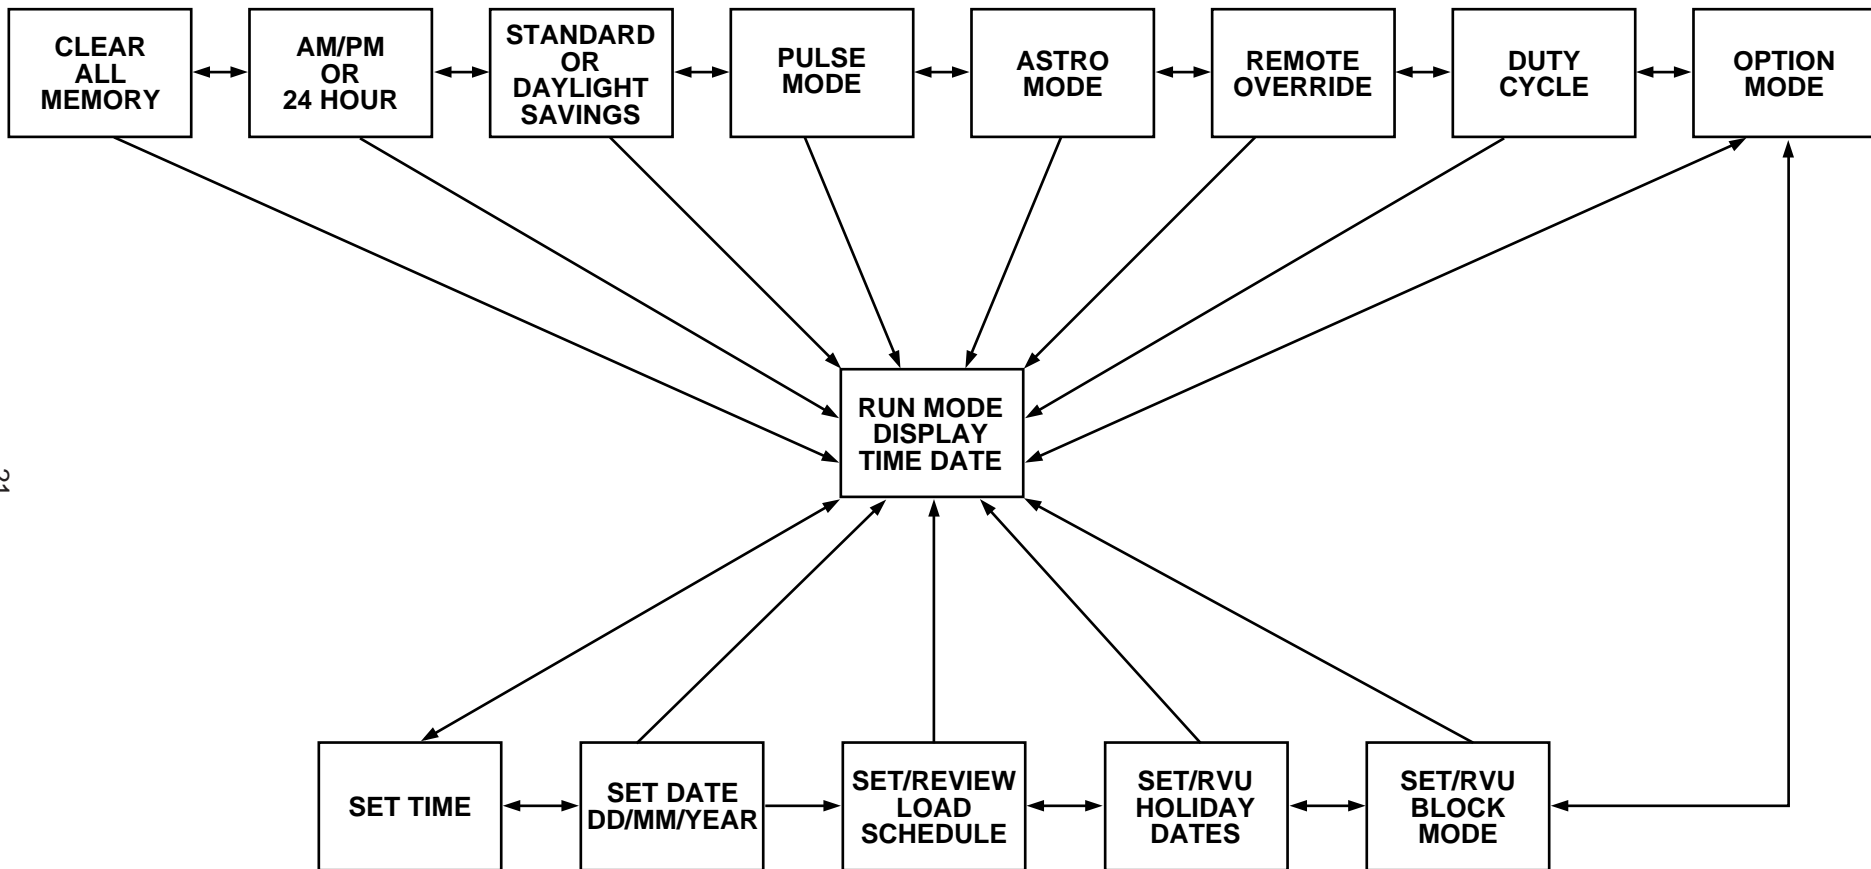 CLEAR
ALL
MEMORY
AM/PM
OR
24 HOUR
STANDARD
OR
DAYLIGHT
SAVINGS
PULSE
MODE
ASTRO
MODE
REMOTE
OVERRIDE
DUTY
CYCLE
OPTION
MODE
RUN MODE
DISPLAY
TIME DATE
SET TIME
SET DATE
DD/MM/YEAR
SET/REVIEW
LOAD
SCHEDULE
SET/RVU
HOLIDAY
DATES
SET/RVU
BLOCK
MODE